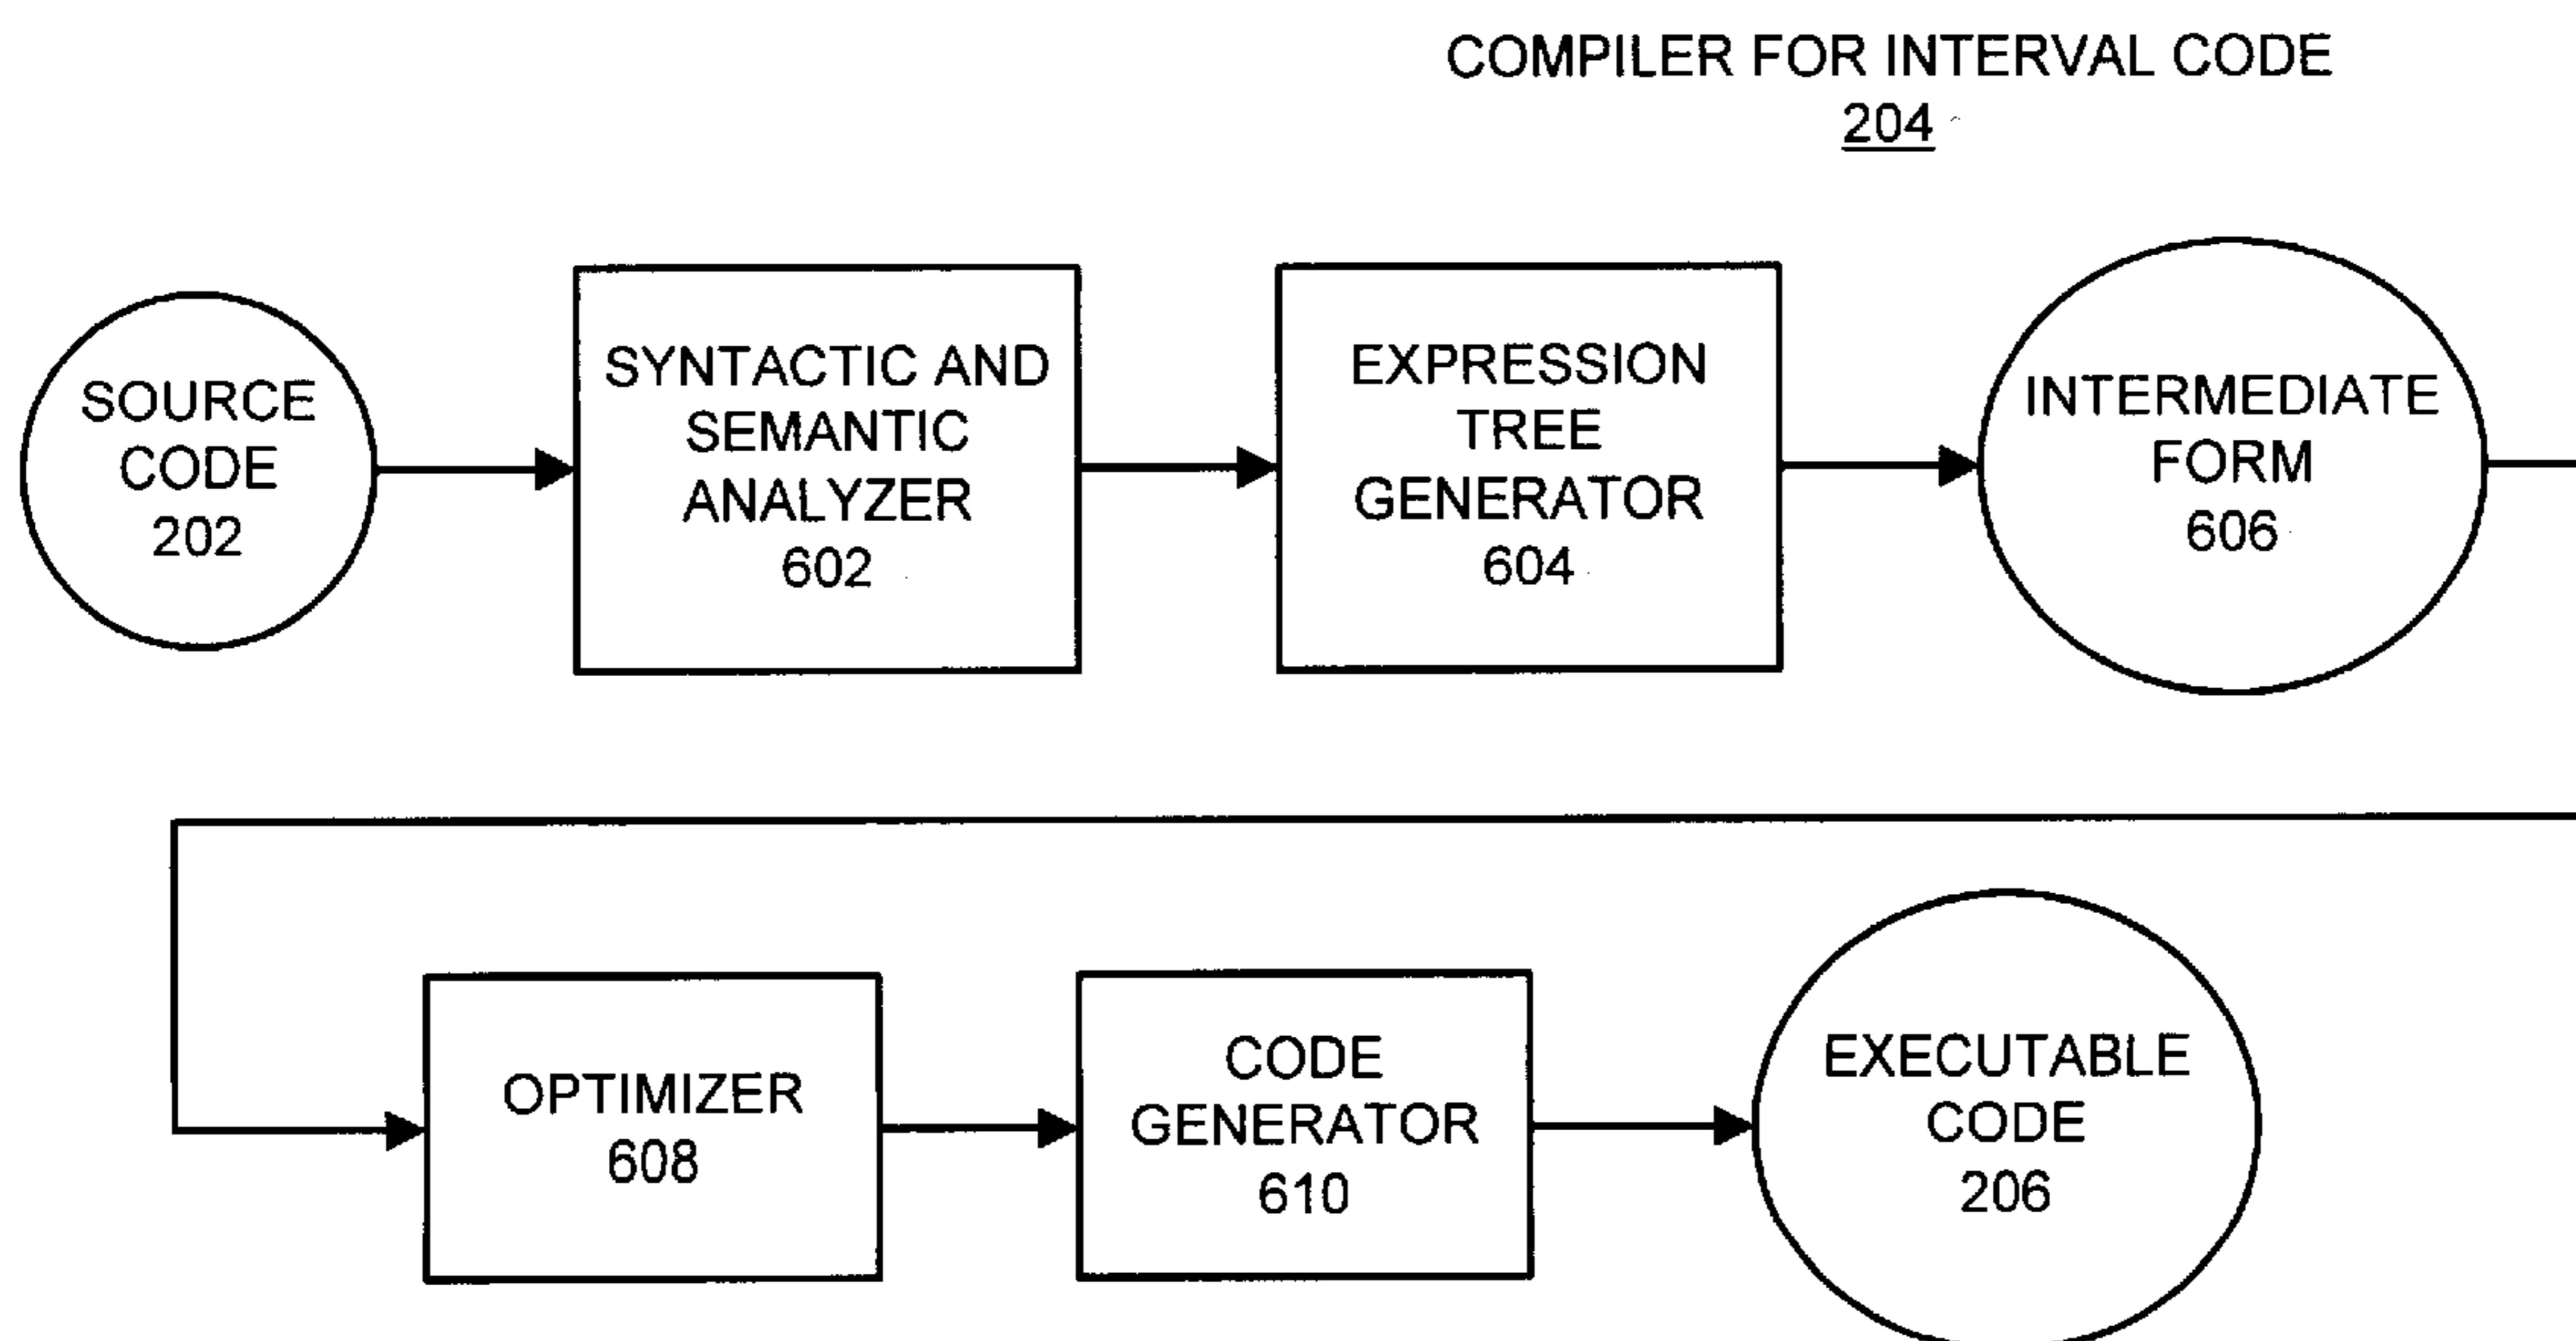 COMPILER FOR INTERVAL CODE
204
SOURCE
CODE
202
SYNTACTIC AND
SEMANTIC
ANALYZER
602
EXPRESSION
TREE
GENERATOR
604
INTERMEDIATE
FORM
606
OPTIMIZER
608
CODE
GENERATOR
610
EXECUTABLE
CODE
206